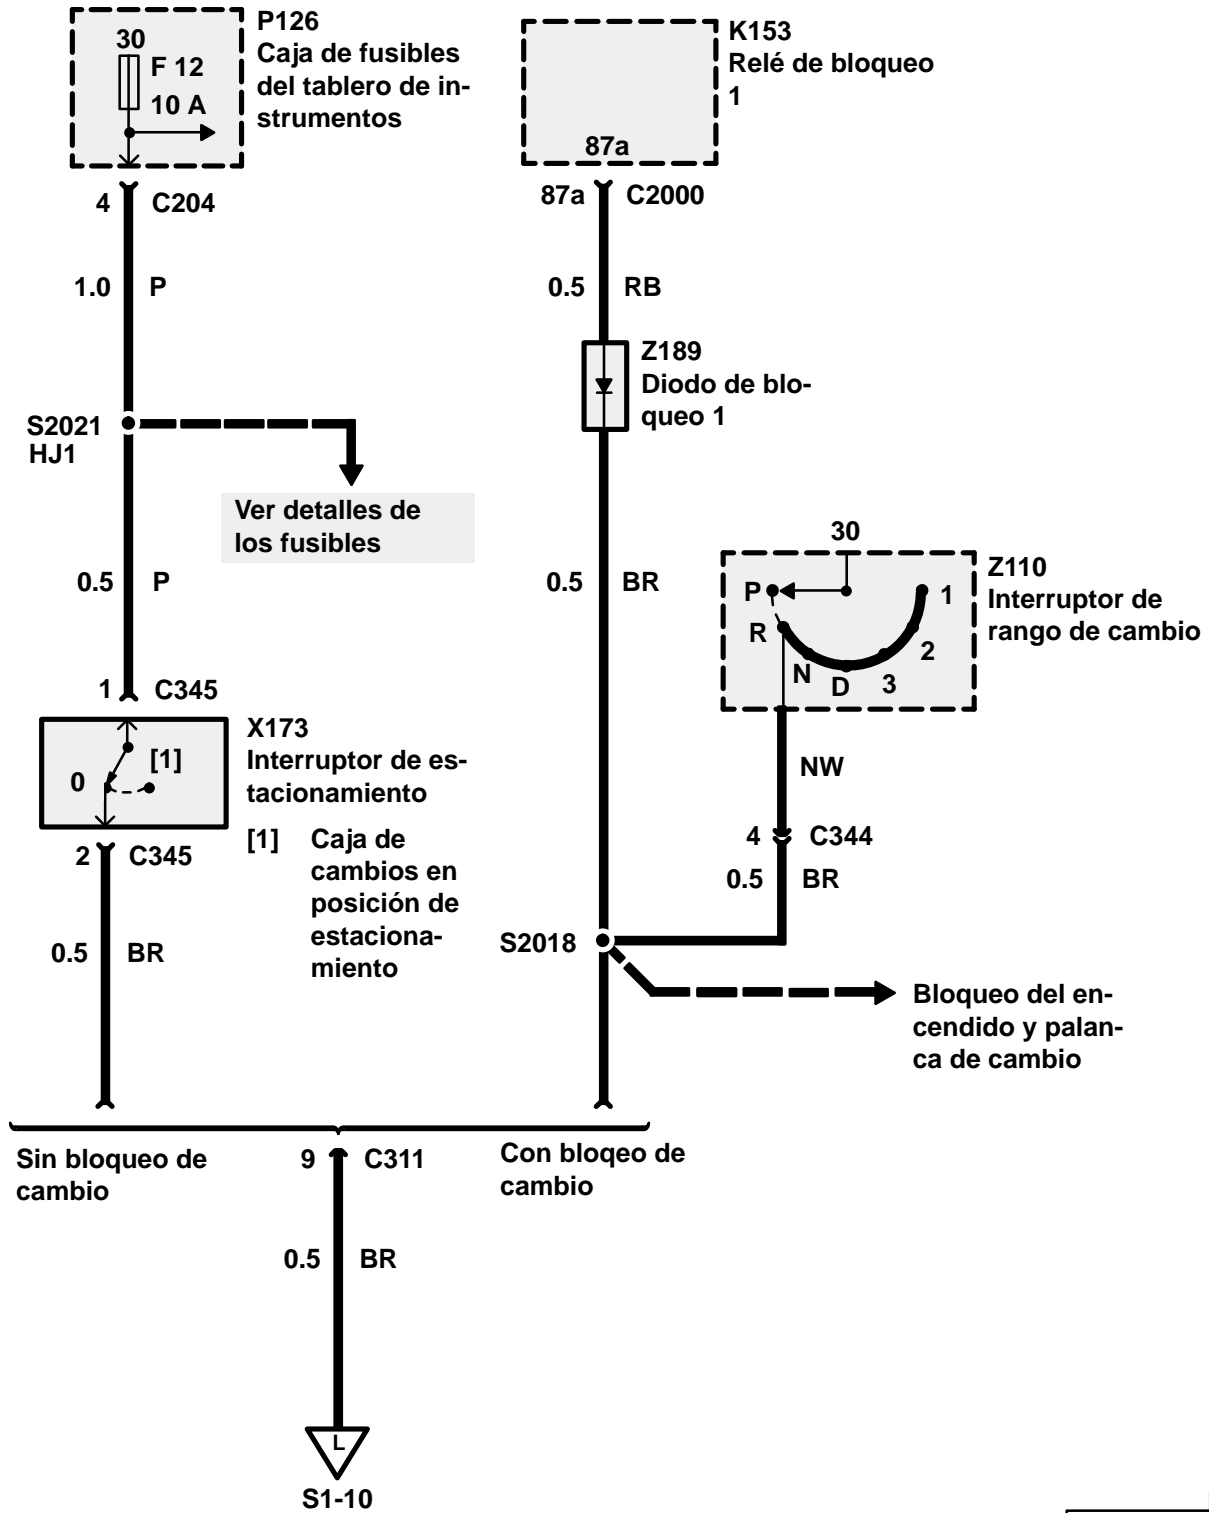 P126
Caja de fusibles
del tablero de in-
strumentos
30
F 12
10 A
4 C204
1.0 P
S2021
HJ1
Ver detalles de
los fusibles
0.5 P
1 C345
X173
Interruptor de es-
tacionamiento
0 [1]
[1] Caja de
cambios en
posición de
estaciona-
miento
2 C345
0.5 BR
K153
Relé de bloqueo
1
87a
87a C2000
0.5 RB
Z189
Diodo de blo-
queo 1
0.5 BR
30
Z110
Interruptor de
rango de cambio
P
R
N
D
3
2
1
NW
4 C344
0.5 BR
S2018
Bloqueo del en-
cendido y palan-
ca de cambio
Sin bloqueo de
cambio
9 C311
Con bloqeo de
cambio
0.5 BR
L
S1-10